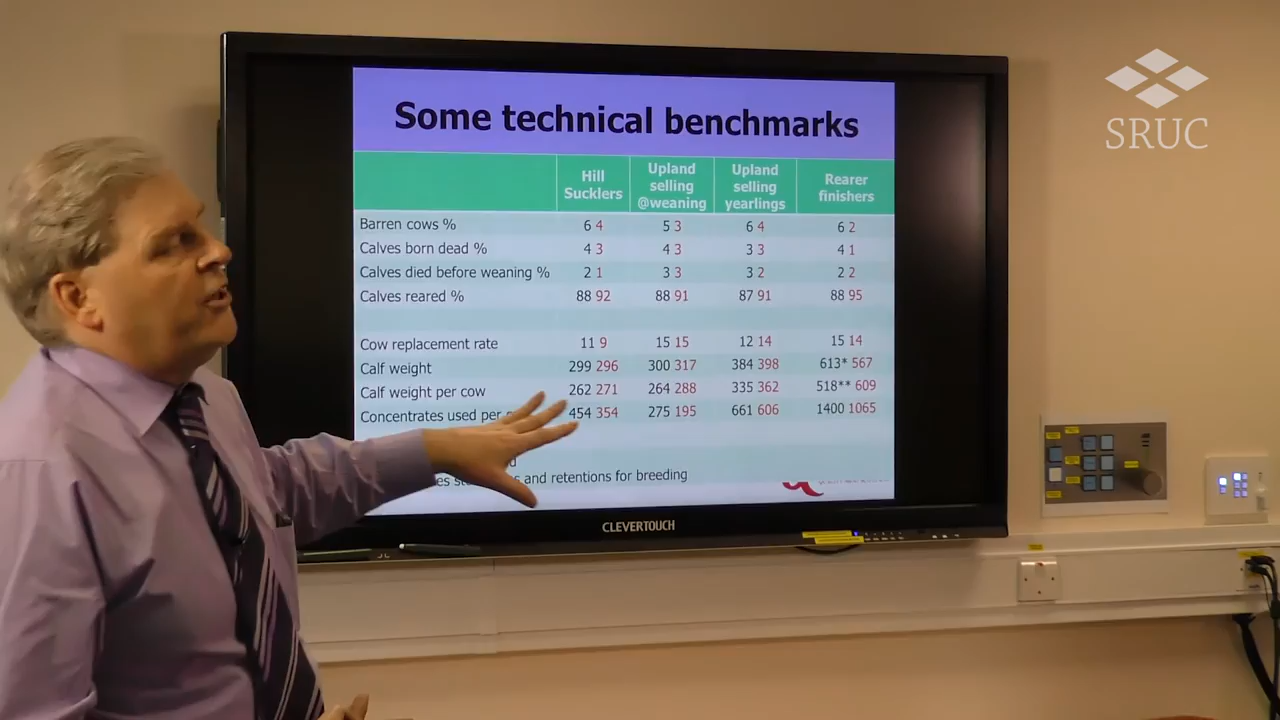 SRUC
Some technical benchmarks
Hill Sucklers Upland selling @weaning Upland selling yearlings Rearer finishers
Barren cows % 6 4 5 3 6 4 6 2
Calves born dead % 4 3 4 3 3 3 4 1
Calves died before weaning % 2 1 3 3 3 2 2 2
Calves reared % 88 92 88 91 87 91 88 95
Cow replacement rate 11 9 15 15 12 14 15 14
Calf weight 299 296 300 317 384 398 613* 567
Calf weight per cow 262 271 264 288 335 362 518** 609
Concentrates used per 454 354 275 195 661 606 1400 1065
and retentions for breeding
CLEVERTOUCH